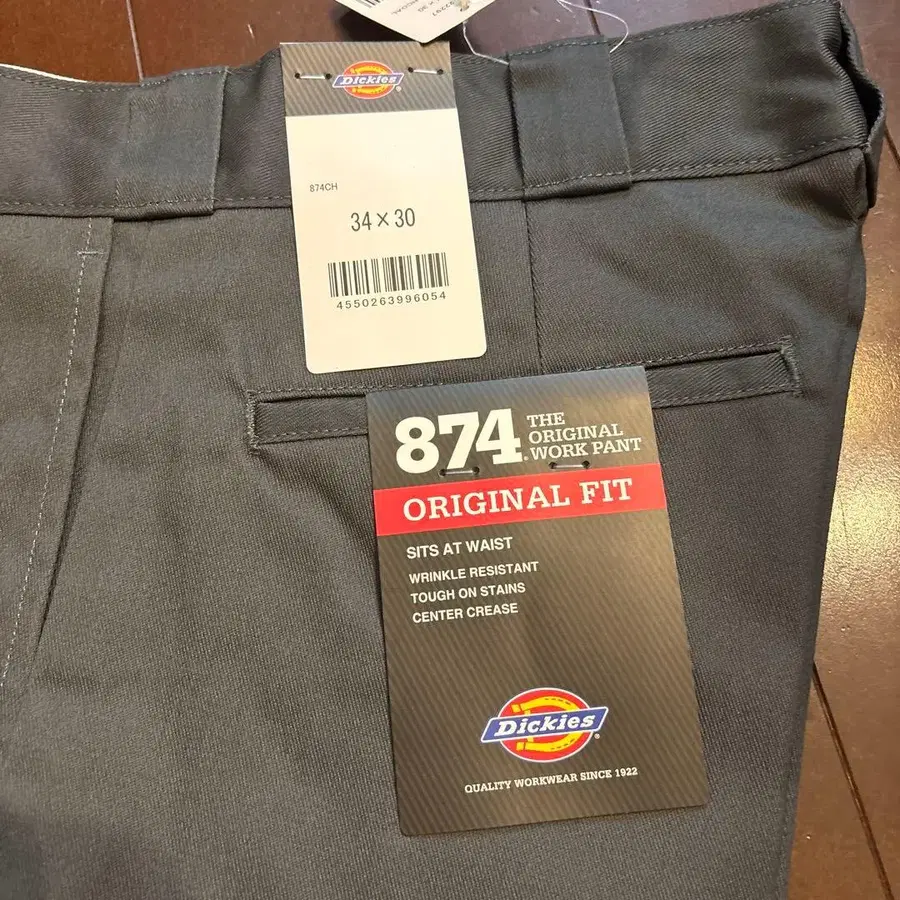 Dickies
874CH
34×30
4550263996054
874 THE
ORIGINAL
WORK PANT
ORIGINAL FIT
SITS AT WAIST
WRINKLE RESISTANT
TOUGH ON STAINS
CENTER CREASE
Dickies
QUALITY WORKWEAR SINCE 1922